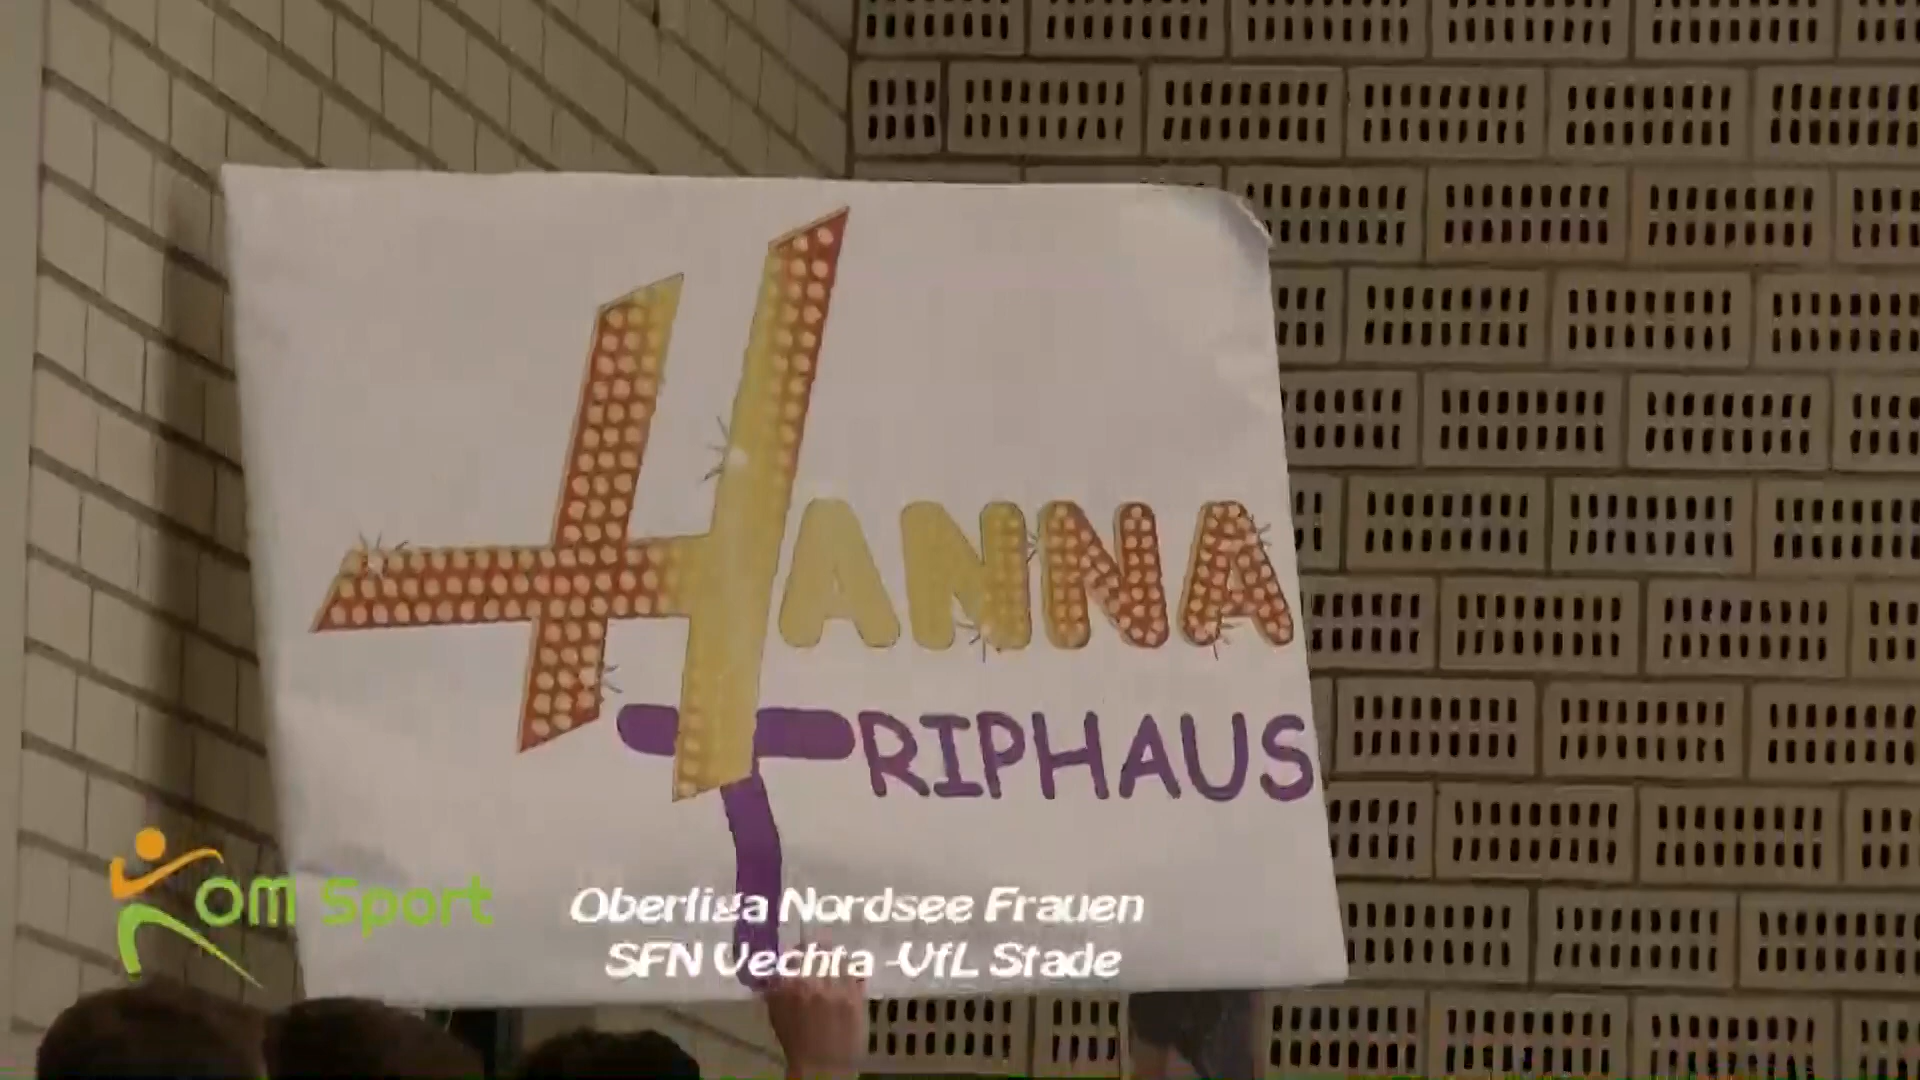 HANNA
TRIPHAUS
OM Sport
Oberliga Nordsee Frauen
SFN Vechta -VfL Stade